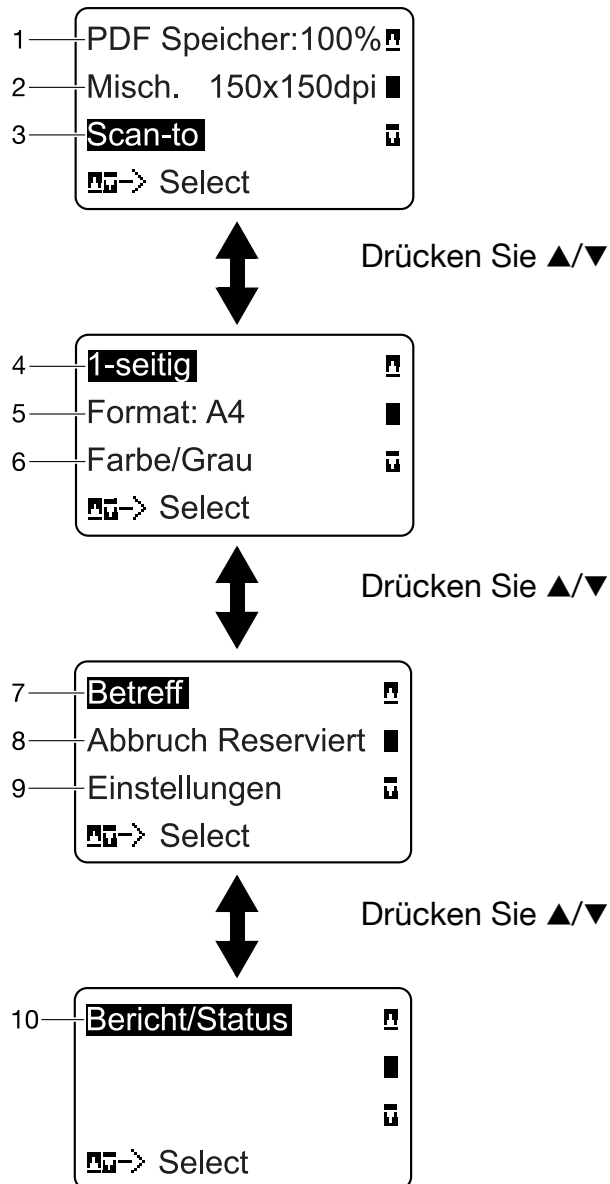 1 PDF Speicher:100%
2 Misch. 150x150dpi
3 Scan-to
-> Select
Drücken Sie ▲/▼
4 1-seitig
5 Format: A4
6 Farbe/Grau
-> Select
Drücken Sie ▲/▼
7 Betreff
8 Abbruch Reserviert
9 Einstellungen
-> Select
Drücken Sie ▲/▼
10 Bericht/Status
-> Select